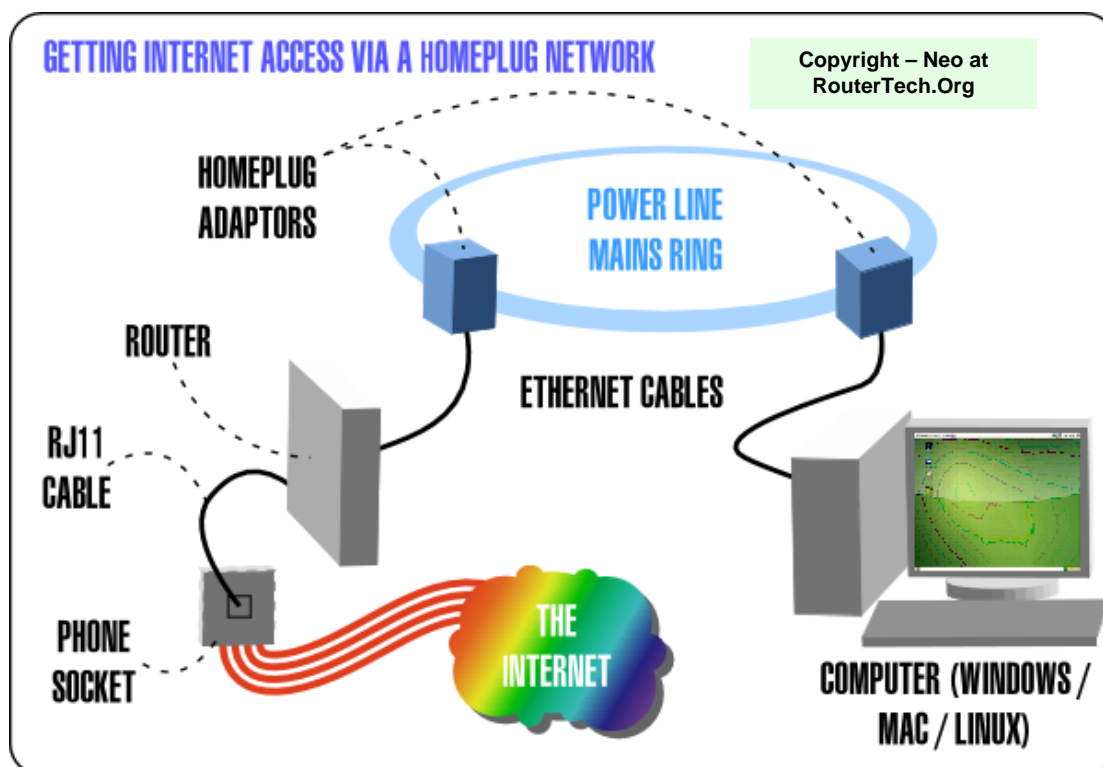 GETTING INTERNET ACCESS VIA A HOMEPLUG NETWORK
Copyright – Neo at
RouterTech.Org
HOMEPLUG
ADAPTORS
POWER LINE
MAINS RING
ROUTER
ETHERNET CABLES
RJ11
CABLE
PHONE
SOCKET
THE
INTERNET
COMPUTER (WINDOWS /
MAC / LINUX)